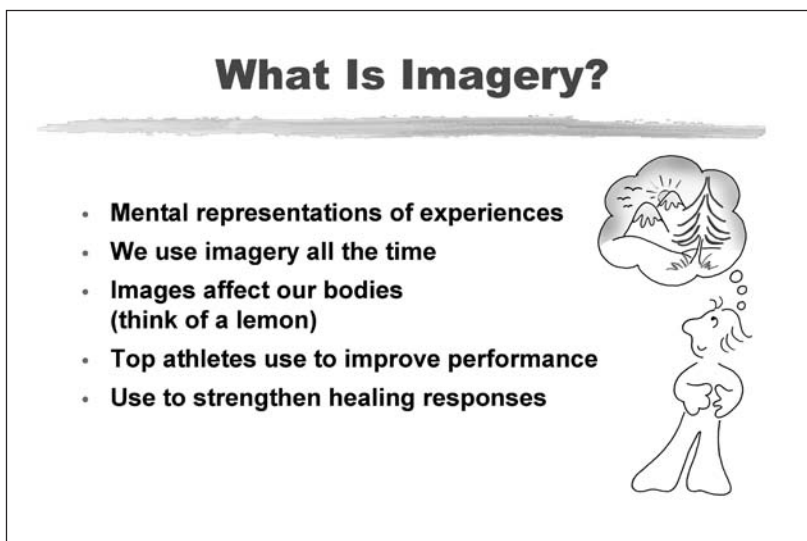 What Is Imagery?
• Mental representations of experiences
• We use imagery all the time
• Images affect our bodies
(think of a lemon)
• Top athletes use to improve performance
• Use to strengthen healing responses